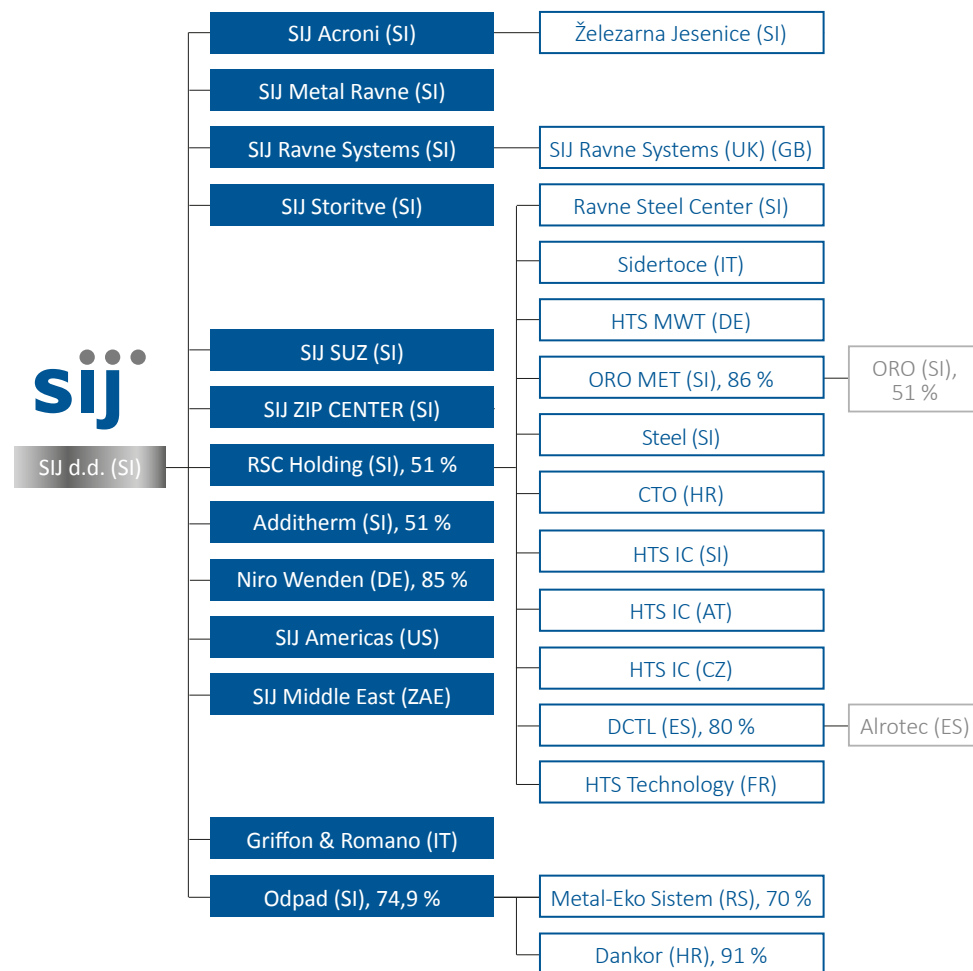 SIJ Acroni (SI)
Železarna Jesenice (SI)
SIJ Metal Ravne (SI)
SIJ Ravne Systems (SI)
SIJ Ravne Systems (UK) (GB)
SIJ Storitve (SI)
Ravne Steel Center (SI)
Sidertoce (IT)
HTS MWT (DE)
SIJ SUZ (SI)
ORO MET (SI), 86 %
ORO (SI),
51 %
sij
SIJ ZIP CENTER (SI)
Steel (SI)
SIJ d.d. (SI)
RSC Holding (SI), 51 %
CTO (HR)
Additherm (SI), 51 %
HTS IC (SI)
Niro Wenden (DE), 85 %
HTS IC (AT)
SIJ Americas (US)
HTS IC (CZ)
SIJ Middle East (ZAE)
DCTL (ES), 80 %
Alrotec (ES)
HTS Technology (FR)
Griffon & Romano (IT)
Odpad (SI), 74,9 %
Metal-Eko Sistem (RS), 70 %
Dankor (HR), 91 %